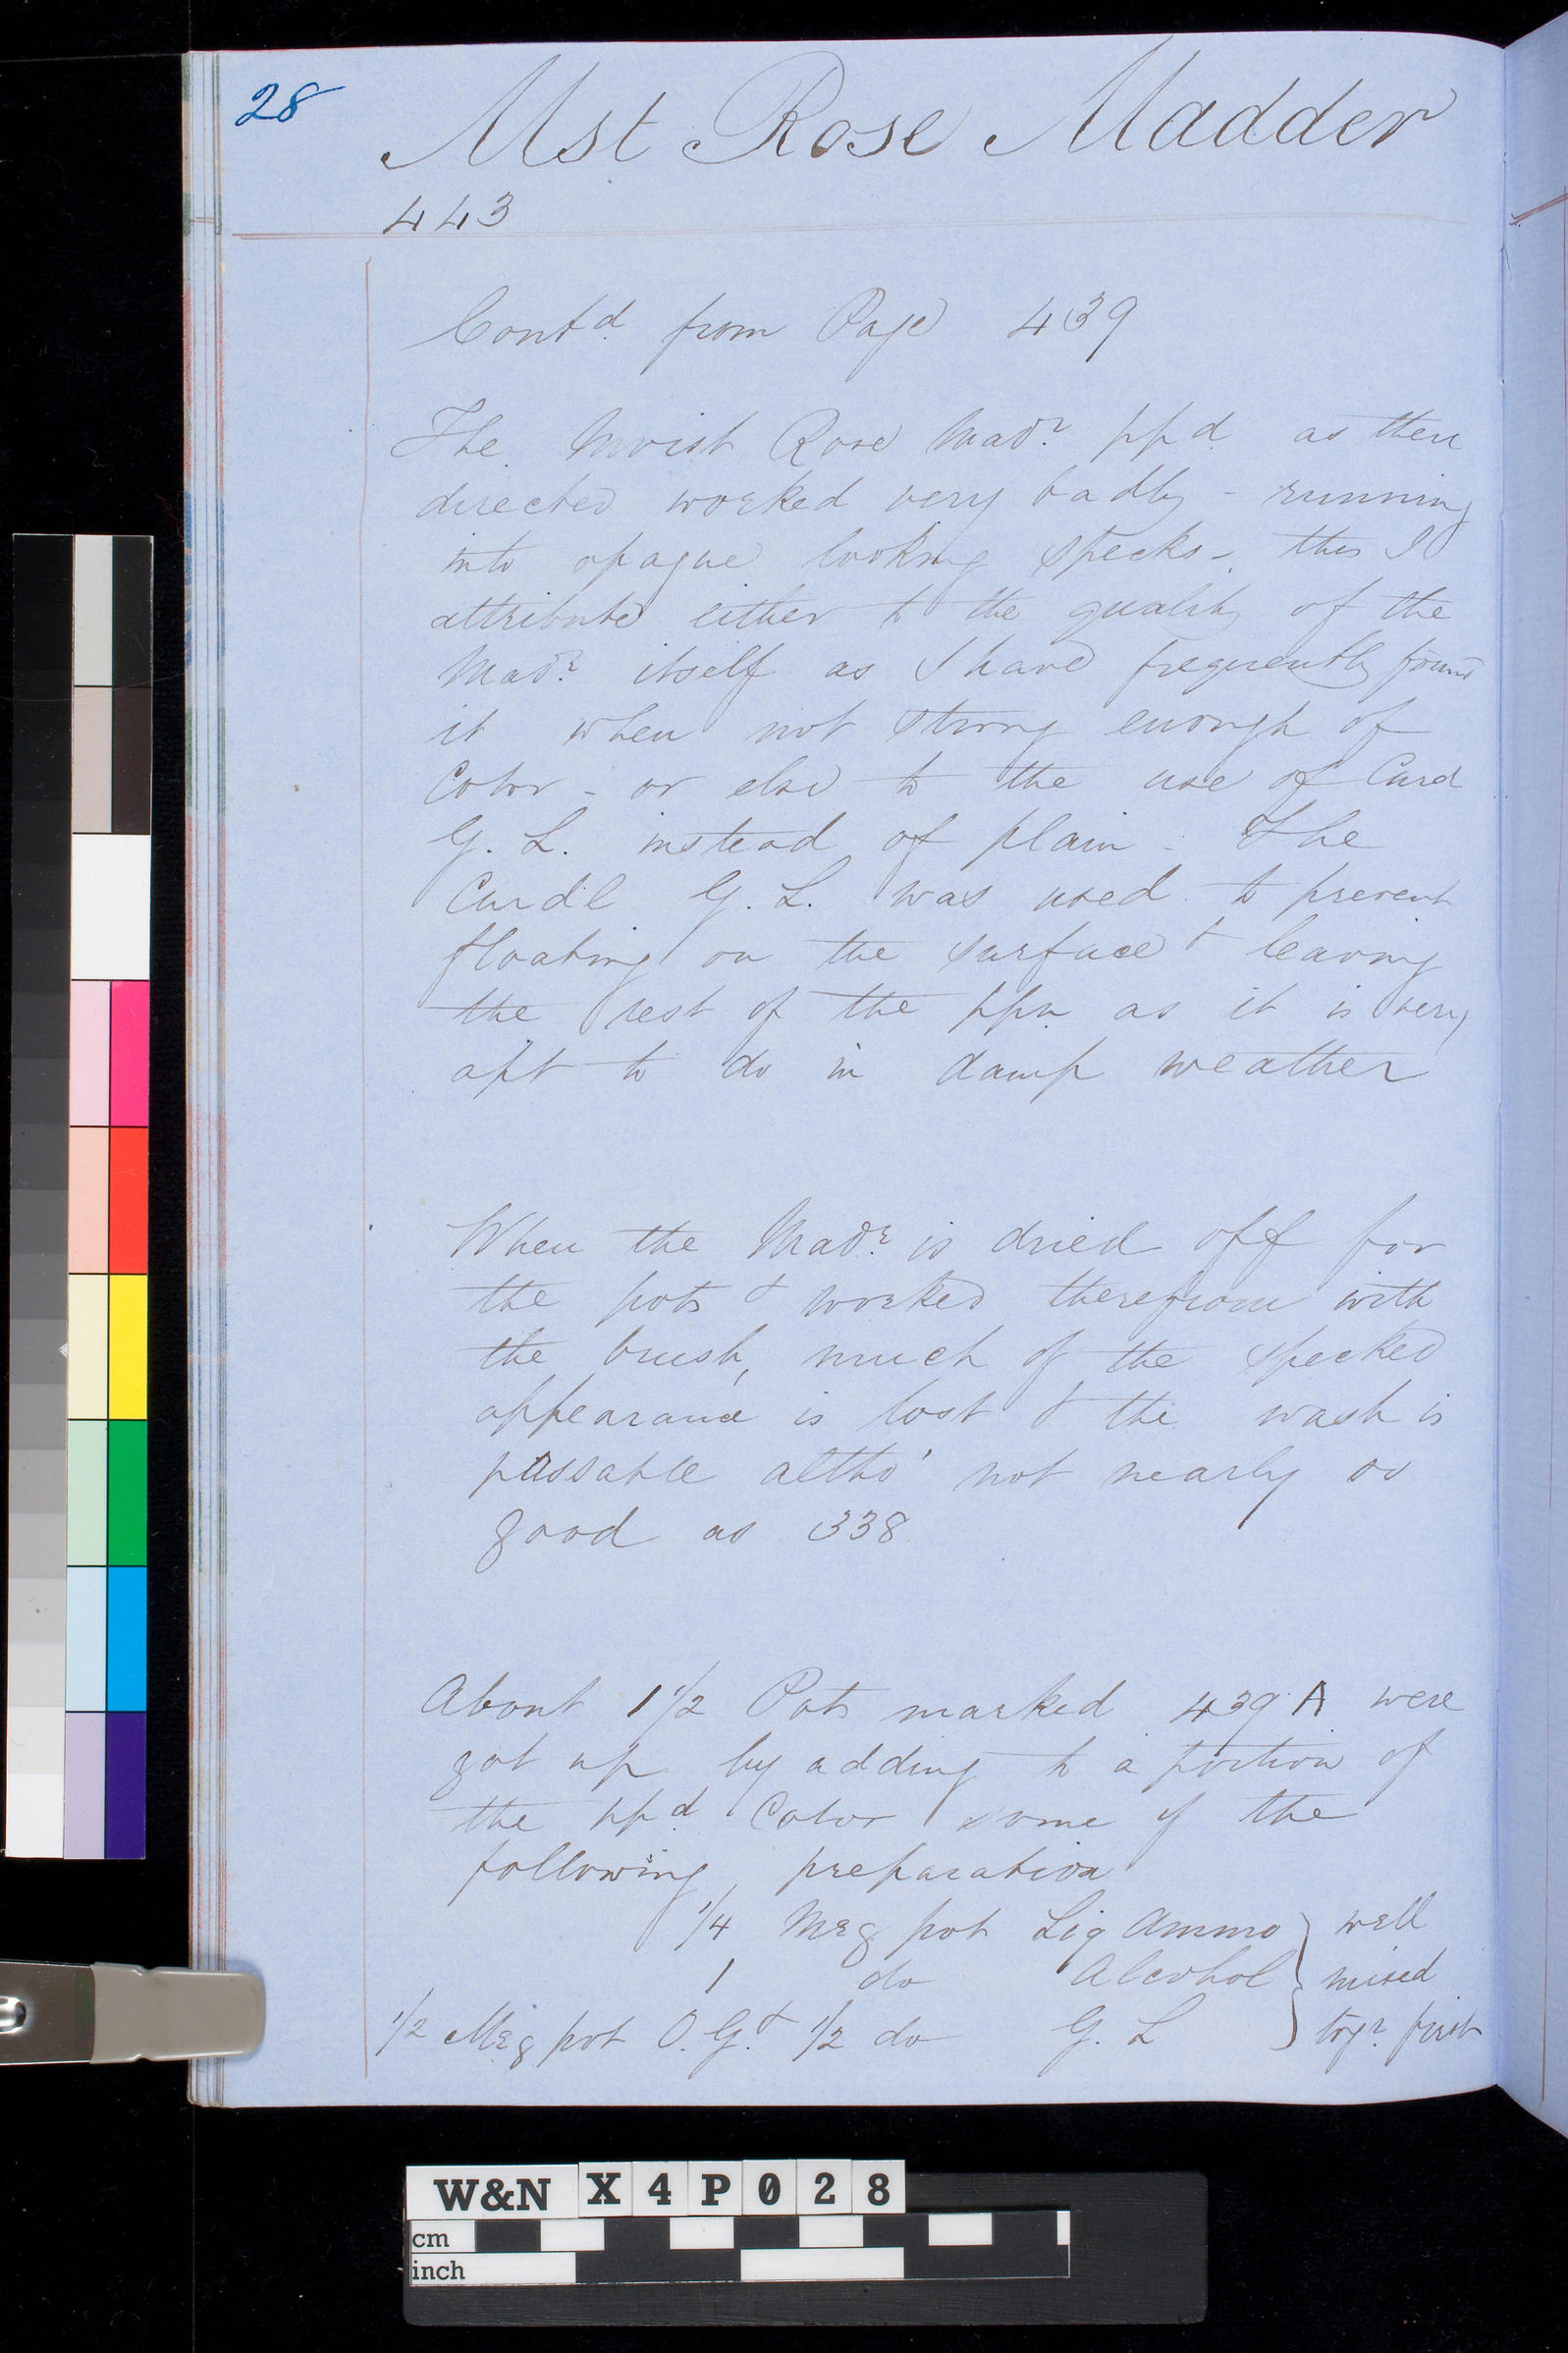 28
Mst Rose Madder
443
Contd. from Page 439
The Moist Rose Madr. ppd. as then
directed worked very badly - running
into opaque looking specks - this I
attribute either to the quality of the
Madr. itself as I have frequently found
it when not strong enough of
Color - or else to the use of Curd
G. L. instead of plain - The
G. L. was used to prevent
floating on the surface & leaving
the rest of the ppn as it is very
apt to do in damp weather
When the Madr. is dried off for
the pots & worked therefrom with
the brush, much of the specked
appearance is lost & the wash is
passable altho' not nearly as
good as 338.
About 1 1/2 Pots marked 439 A were
got up by adding to a portion of
the ppd. Color some of the
following preparation
1/4 Meg pot Liq Ammo } well
1 do Alcohol } mixed
1/2 Meg pot O. G. & 1/2 do G. L } togr. first
W&N X 4 P 0 2 8
cm
inch